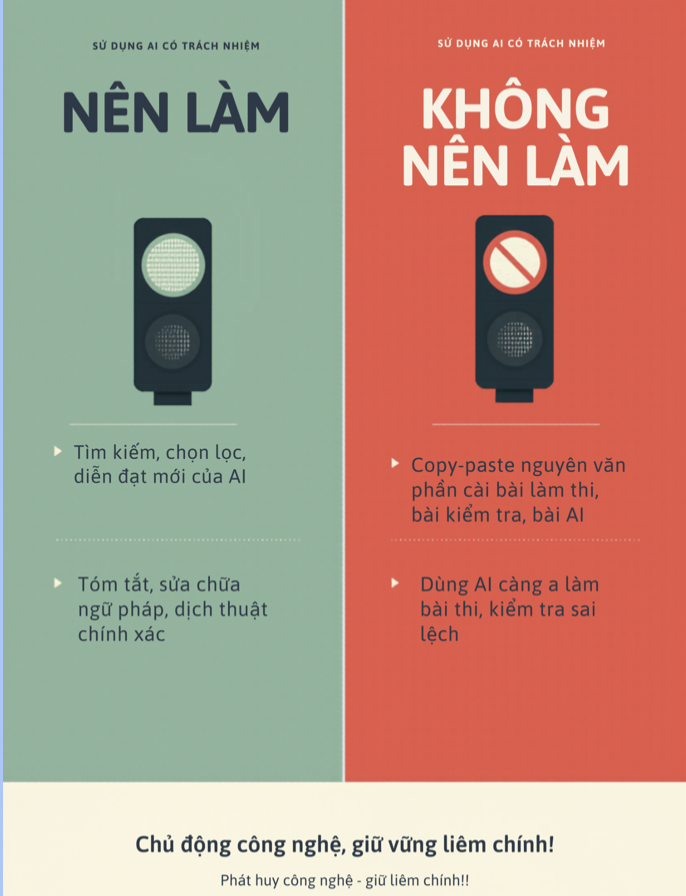 SỬ DỤNG AI CÓ TRÁCH NHIỆM
NÊN LÀM
Tìm kiếm, chọn lọc,
diễn đạt mới của AI
Tóm tắt, sửa chữa
ngữ pháp, dịch thuật
chính xác
SỬ DỤNG AI CÓ TRÁCH NHIỆM
KHÔNG
NÊN LÀM
Copy-paste nguyên văn
phần cài bài làm thi,
bài kiểm tra, bài AI
Dùng AI càng a làm
bài thi, kiểm tra sai
lệch
Chủ động công nghệ, giữ vững liêm chính!
Phát huy công nghệ - giữ liêm chính!!